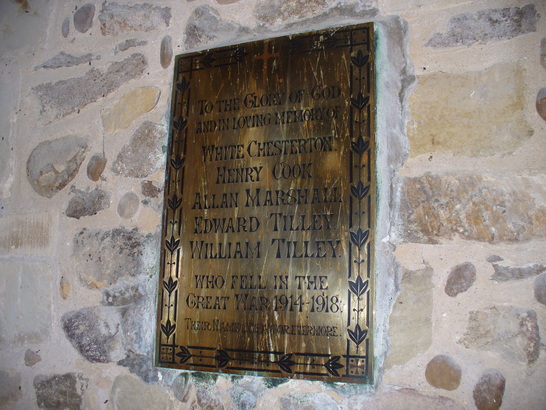 To the Glory of God
and in loving memory of
White Chesterton
Henry Cook
Allan Marsham
Edward Tilley
William Tilley
Who fell in the
Great War 1914-1918.
Their Name Liveth for evermore.